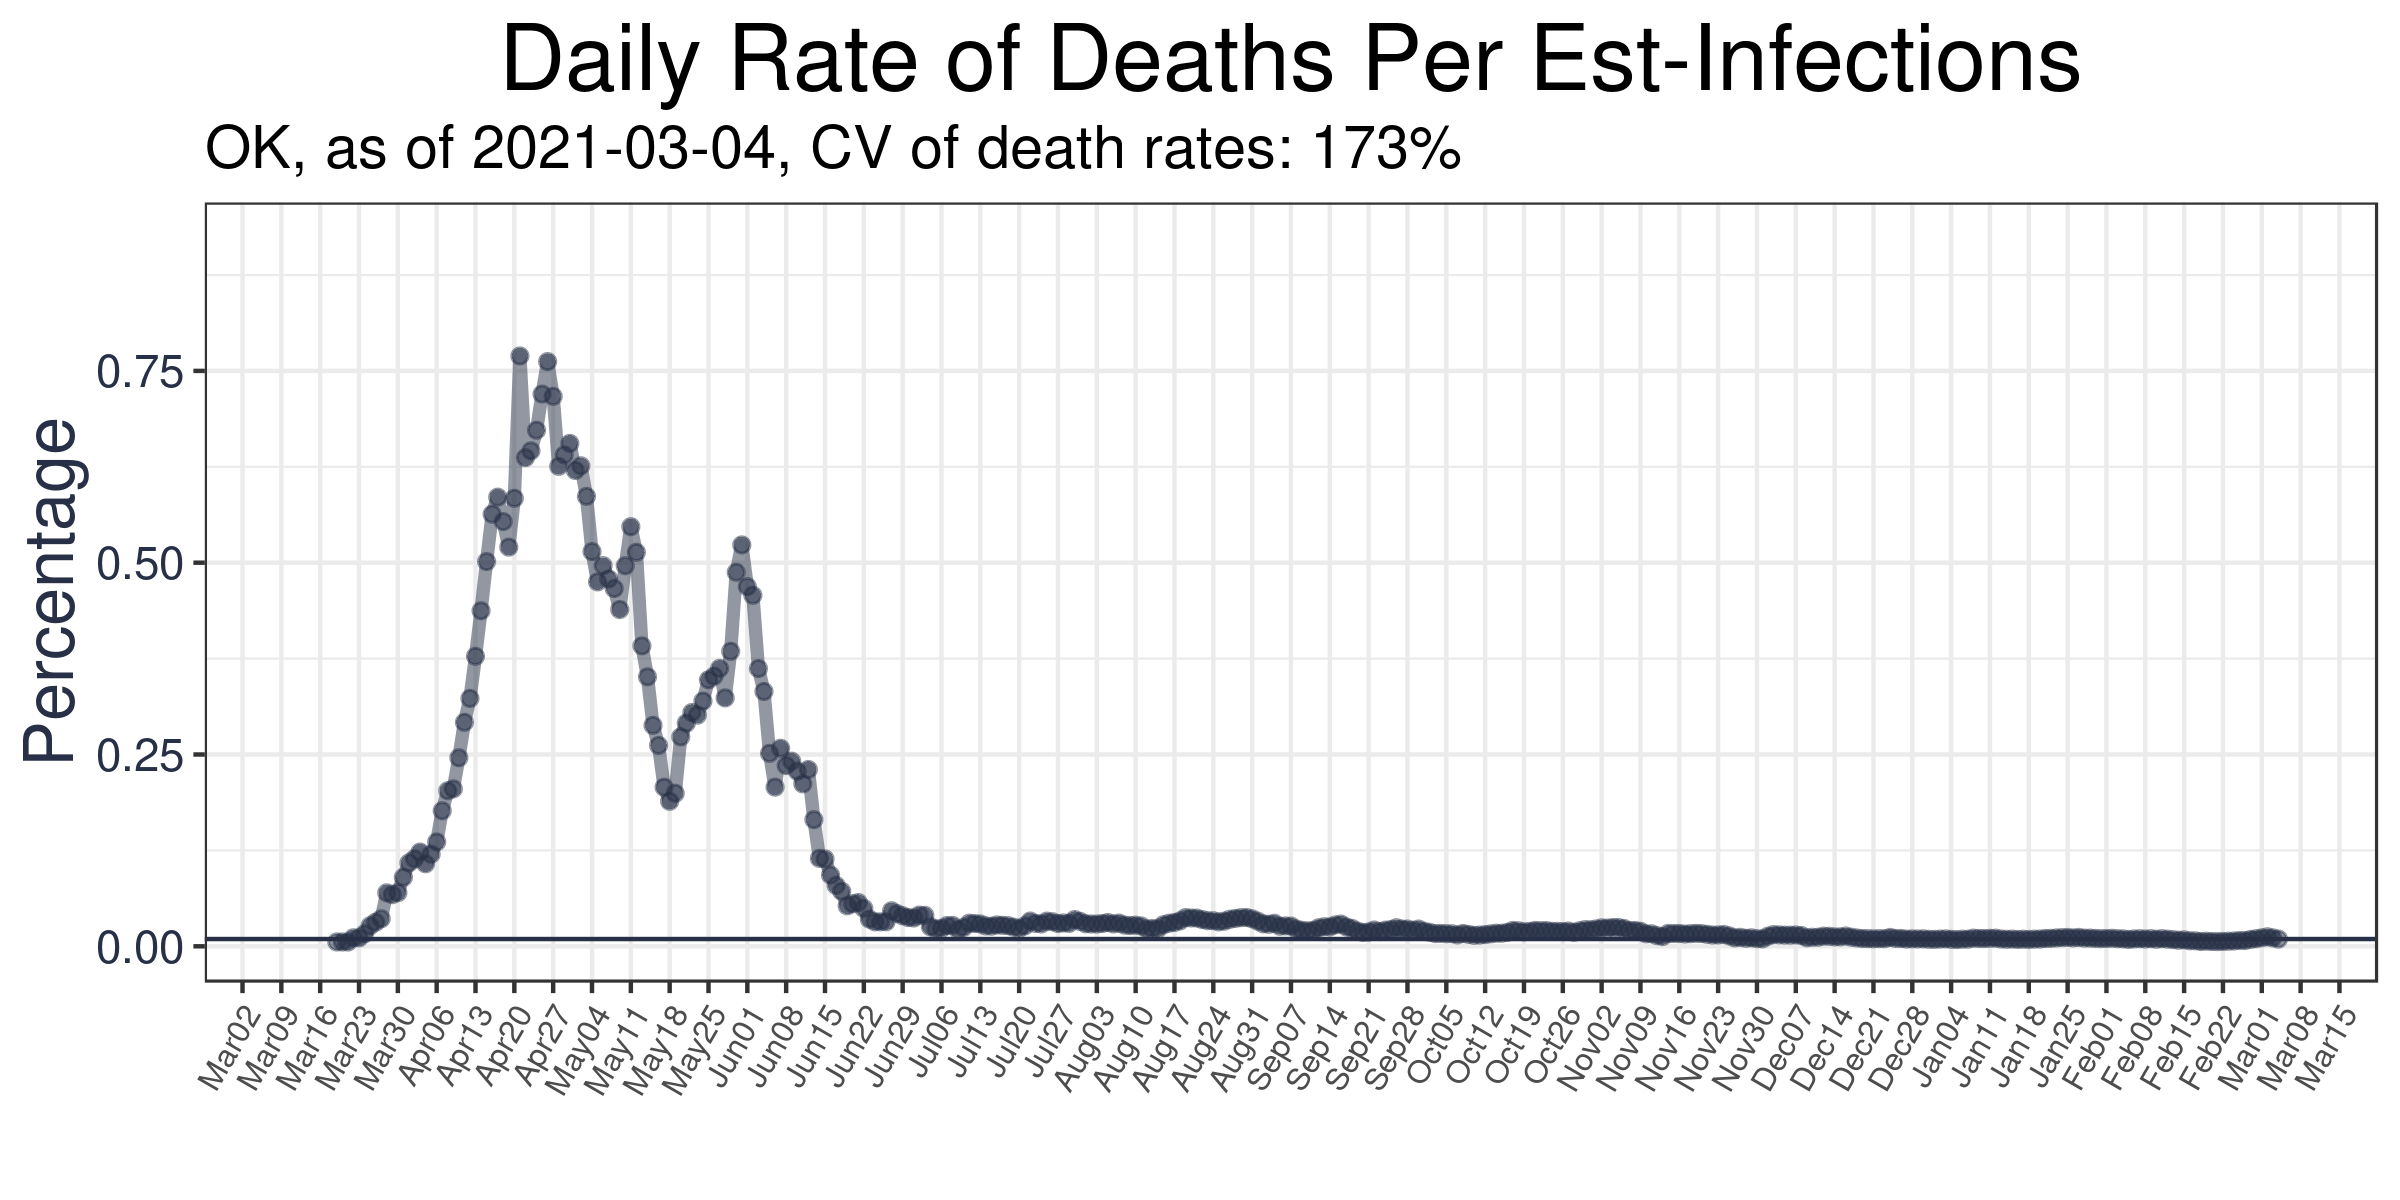 Daily Rate of Deaths Per Est-Infections
OK, as of 2021-03-04, CV of death rates: 173%
Percentage
0.75
0.50
0.25
0.00
Mar02
Mar09
Mar16
Mar23
Mar30
Apr06
Apr13
Apr20
Apr27
May04
May11
May18
May25
Jun01
Jun08
Jun15
Jun22
Jun29
Jul06
Jul13
Jul20
Jul27
Aug03
Aug10
Aug17
Aug24
Aug31
Sep07
Sep14
Sep21
Sep28
Oct05
Oct12
Oct19
Oct26
Nov02
Nov09
Nov16
Nov23
Nov30
Dec07
Dec14
Dec21
Dec28
Jan04
Jan11
Jan18
Jan25
Feb01
Feb08
Feb15
Feb22
Mar01
Mar08
Mar15